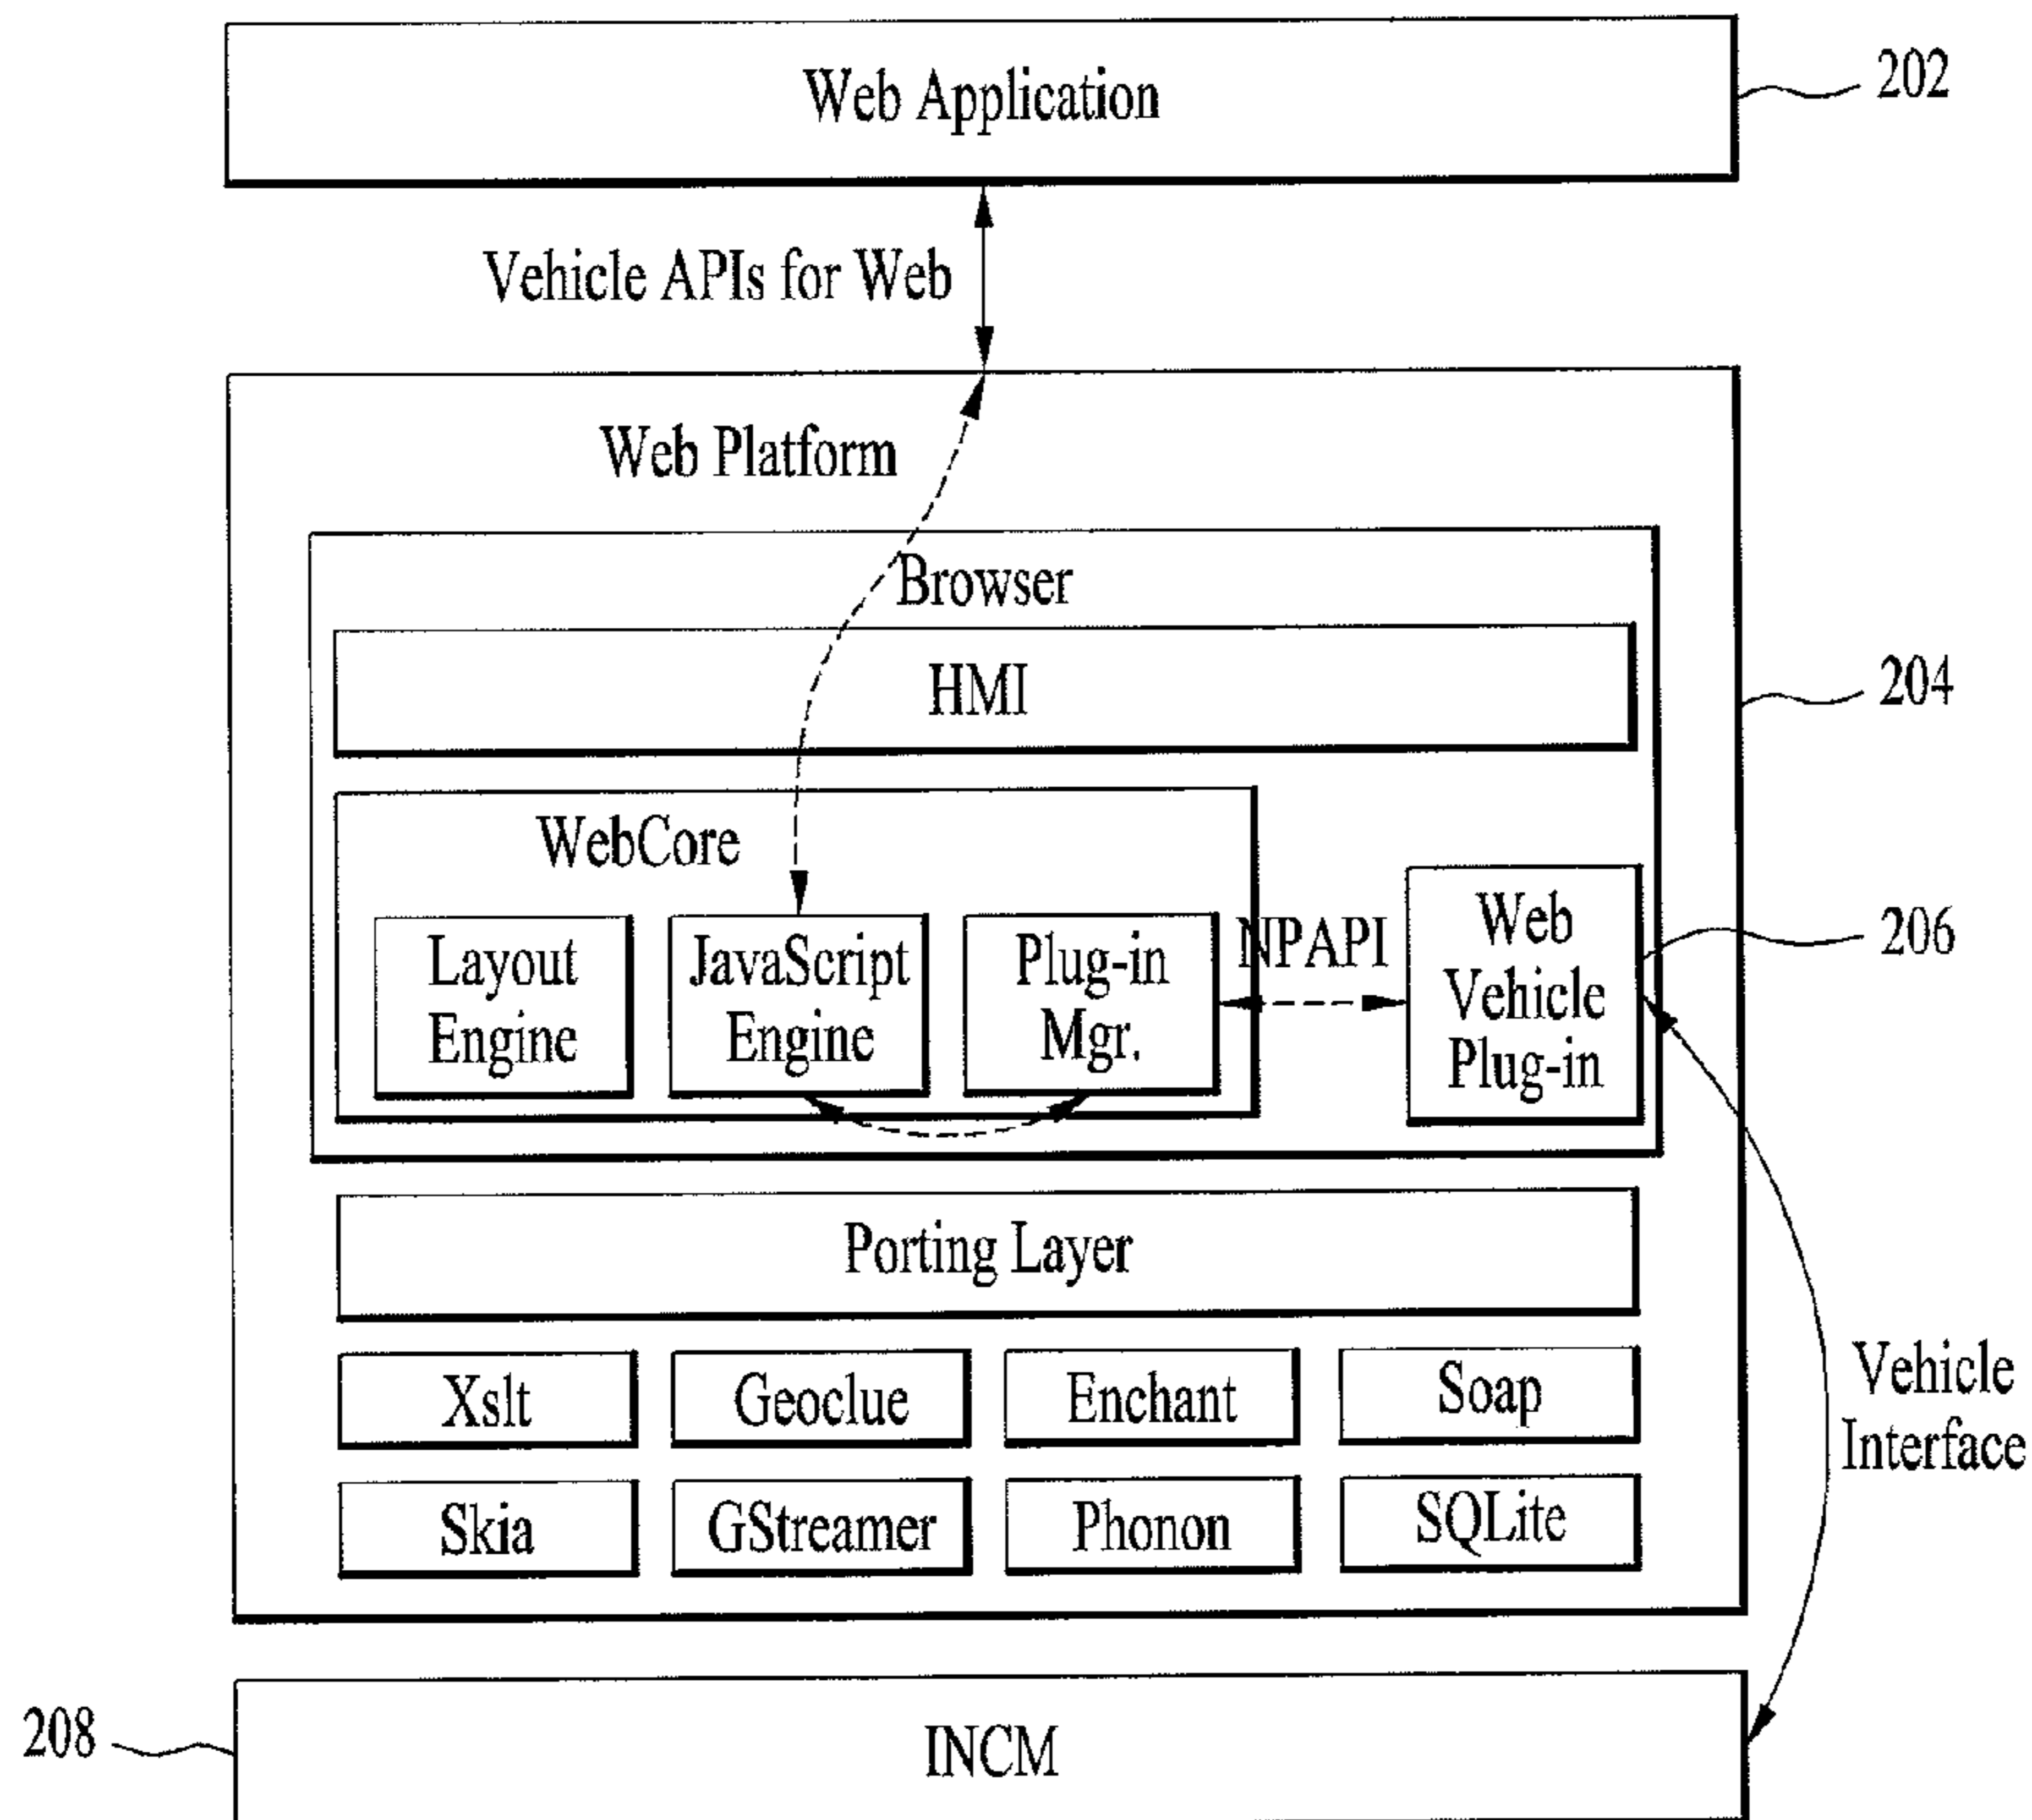 Web Application
202
Vehicle APIs for Web
Web Platform
Browser
HMI
204
WebCore
Layout
Engine
JavaScript
Engine
Plug-in
Mgr.
NPAPI
Web
Vehicle
Plug-in
206
Porting Layer
Xslt
Geoclue
Enchant
Soap
Skia
GStreamer
Phonon
SQLite
Vehicle
Interface
208
INCM